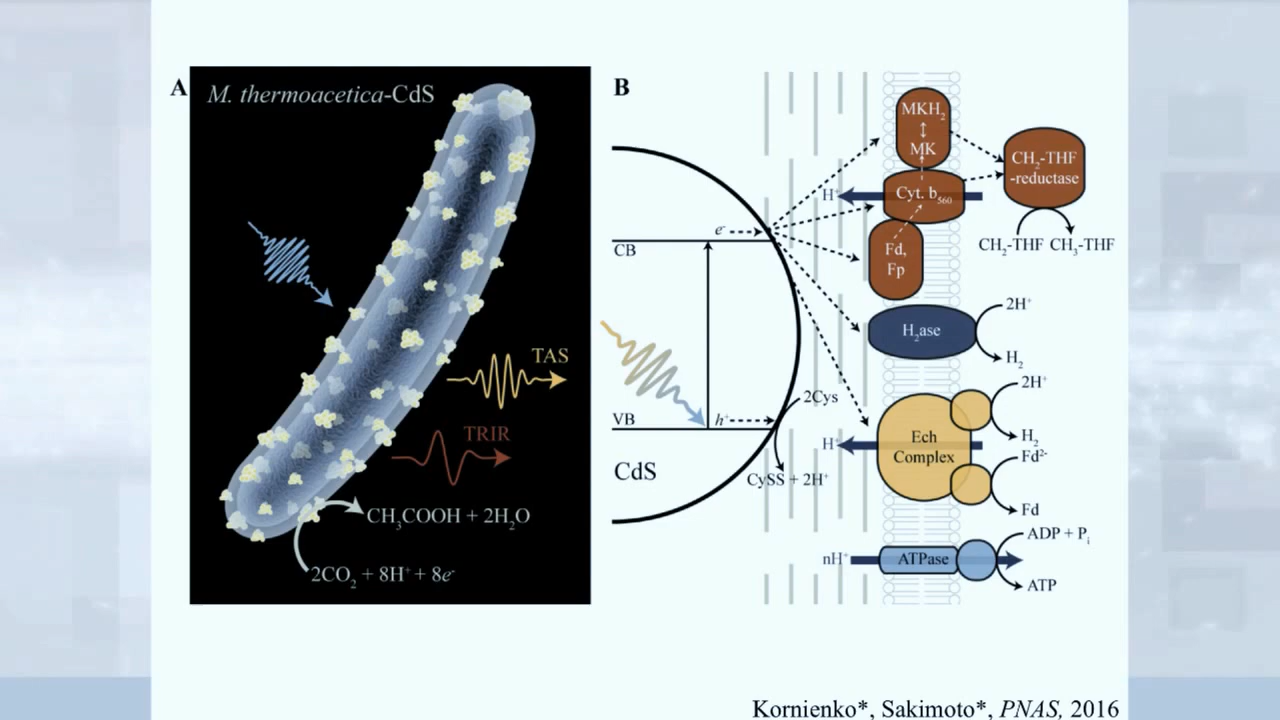 A
M. thermoacetica-CdS
TAS
TRIR
CH₃COOH + 2H₂O
2CO₂ + 8H⁺ + 8e⁻
B
MKH₂
MK
CH₂-THF
-reductase
H⁺
Cyt. b₅₆₀
e⁻
CB
Fd,
Fp
CH₂-THF CH₃-THF
2H⁺
H₂ase
H₂
2H⁺
2Cys
VB
h⁺
H⁺
Ech
Complex
H₂
Fd²⁻
CdS
CySS + 2H⁺
Fd
ADP + Pᵢ
nH⁺
ATPase
ATP
Kornienko*, Sakimoto*, PNAS, 2016